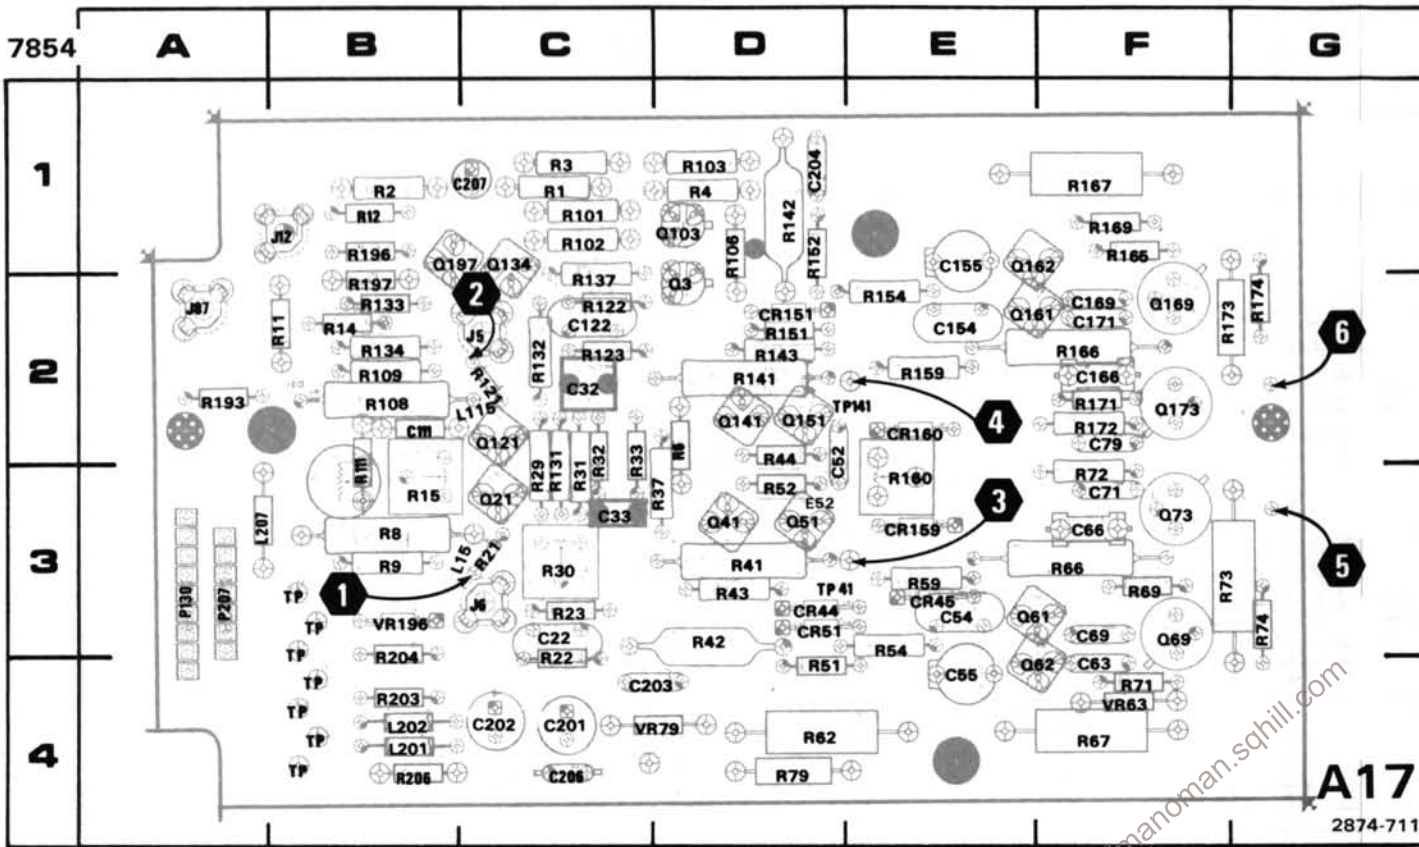 7854 A B C D E F G
1
R3 R103 C204
R2 C207 R1 R4 R142 R167
R12 R101 R169
J12 R102 Q103 R106 R152 R165
R196 Q197 Q134 C155 Q162
R197 R137 Q3 R154 Q169 R174
J87 R133 2 R122 CR151 C154 Q161 C169 R173
R11 R14 J5 C122 R151 C171 6
R134 R132 R123 R143 R166
2
R109 R121 C32 R141 R159 C166
R193 R108 L115 TP141 R171 Q173
C111 Q121 Q141 Q151 4 R172
R29 R131 R31 R32 R33 R6 R44 C52 CR160 C79
R111 R15 Q21 R37 R52 R160 R72 C71
L207 C33 E52 3 Q73
R8 Q41 Q51 CR159 C66
3
L15 R21 R30 R41 R66 R73 5
R9 R43 TP41 R59 R69
P130 P207 TP 1 J6 R23 CR44 CR45 C54 Q61 R74
TP VR196 C22 R42 CR51 C69 Q69
TP R204 R22 R51 R54 Q62 C63
TP R203 C203 C55 R71
TP L202 C202 C201 VR79 R62 VR63
TP L201 R67
4
TP R206 C206 R79 A17
2874-711
manoman.sqhill.com